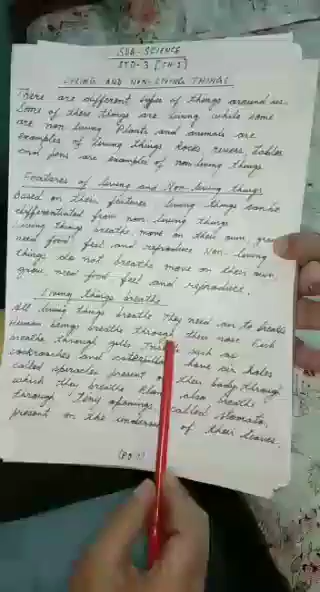 SUB-SCIENCE
STD-3 [CH-1]
LIVING AND NON-LIVING THINGS
There are different types of things around us.
Some of these things are living while some
are non living Plants and animals are
examples of living things Rocks rivers, tables
and pens are examples of non living things
Features of living and Non-living things
Based on their features living things can be
differentiated from non living things
Living things breathe, move on their own, grow
need food, feel and reproduce Non-living
things do not breathe move on their own
grow need food feel and reproduce.
Living things breathe
All living things breathe They need air to breathe
Human beings breathe through their nose Fish
breathe through gills such as
cockroaches and have air holes
called spiracles present on their body through
which they breathe also breathe
through tiny openings called stomata,
present on the of their leaves.